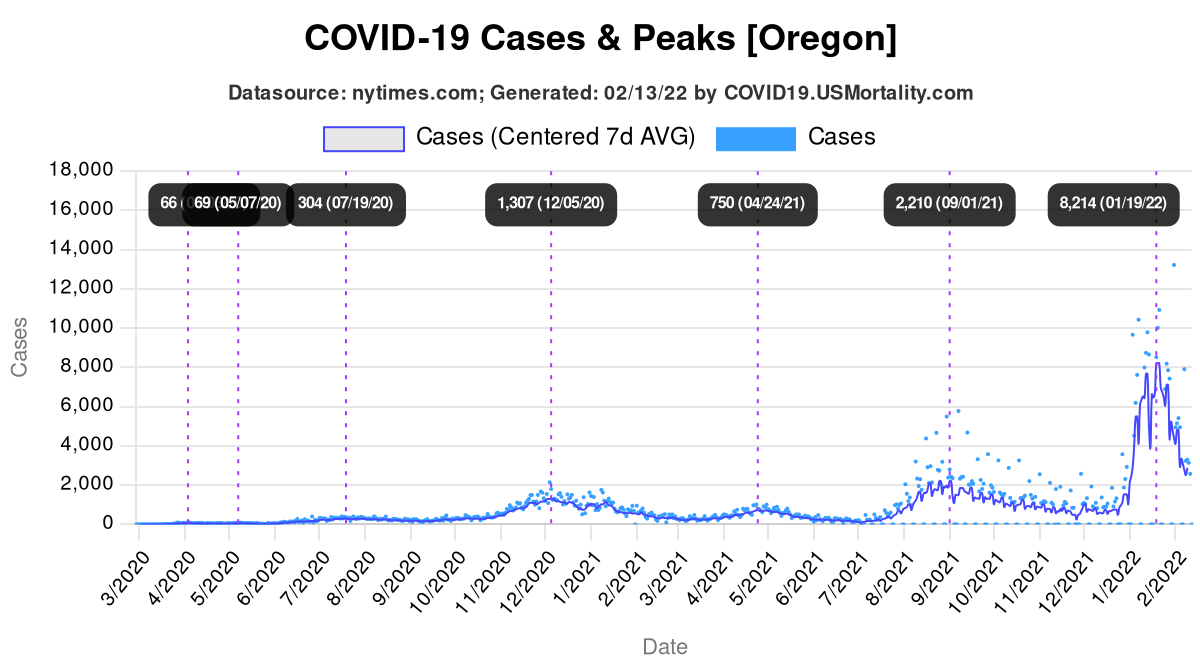 COVID-19 Cases & Peaks [Oregon]
Datasource: nytimes.com; Generated: 02/13/22 by COVID19.USMortality.com
Cases (Centered 7d AVG) Cases
18,000
16,000
14,000
12,000
10,000
8,000
6,000
4,000
2,000
0
Cases
66 69 (05/07/20) 304 (07/19/20) 1,307 (12/05/20) 750 (04/24/21) 2,210 (09/01/21) 8,214 (01/19/22)
3/2020 4/2020 5/2020 6/2020 7/2020 8/2020 9/2020 10/2020 11/2020 12/2020 1/2021 2/2021 3/2021 4/2021 5/2021 6/2021 7/2021 8/2021 9/2021 10/2021 11/2021 12/2021 1/2022 2/2022
Date